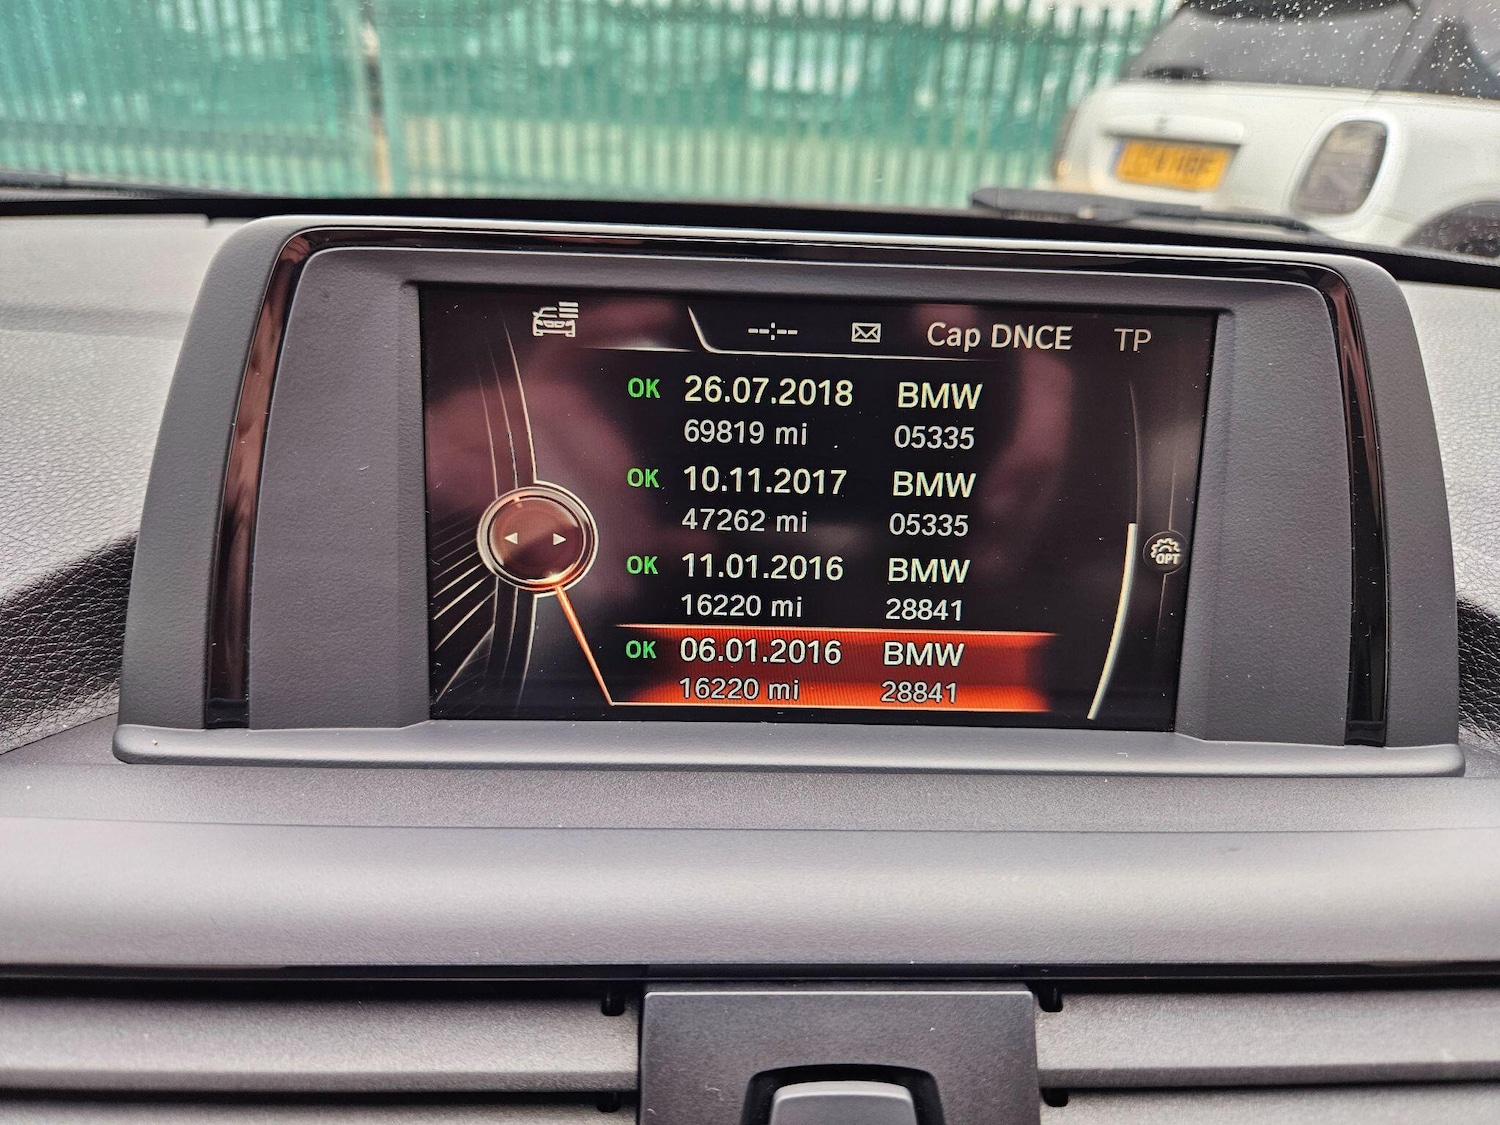 --:-- Cap DNCE TP
OK 26.07.2018 BMW
69819 mi 05335
OK 10.11.2017 BMW
47262 mi 05335
OPT
OK 11.01.2016 BMW
16220 mi 28841
OK 06.01.2016 BMW
16220 mi 28841